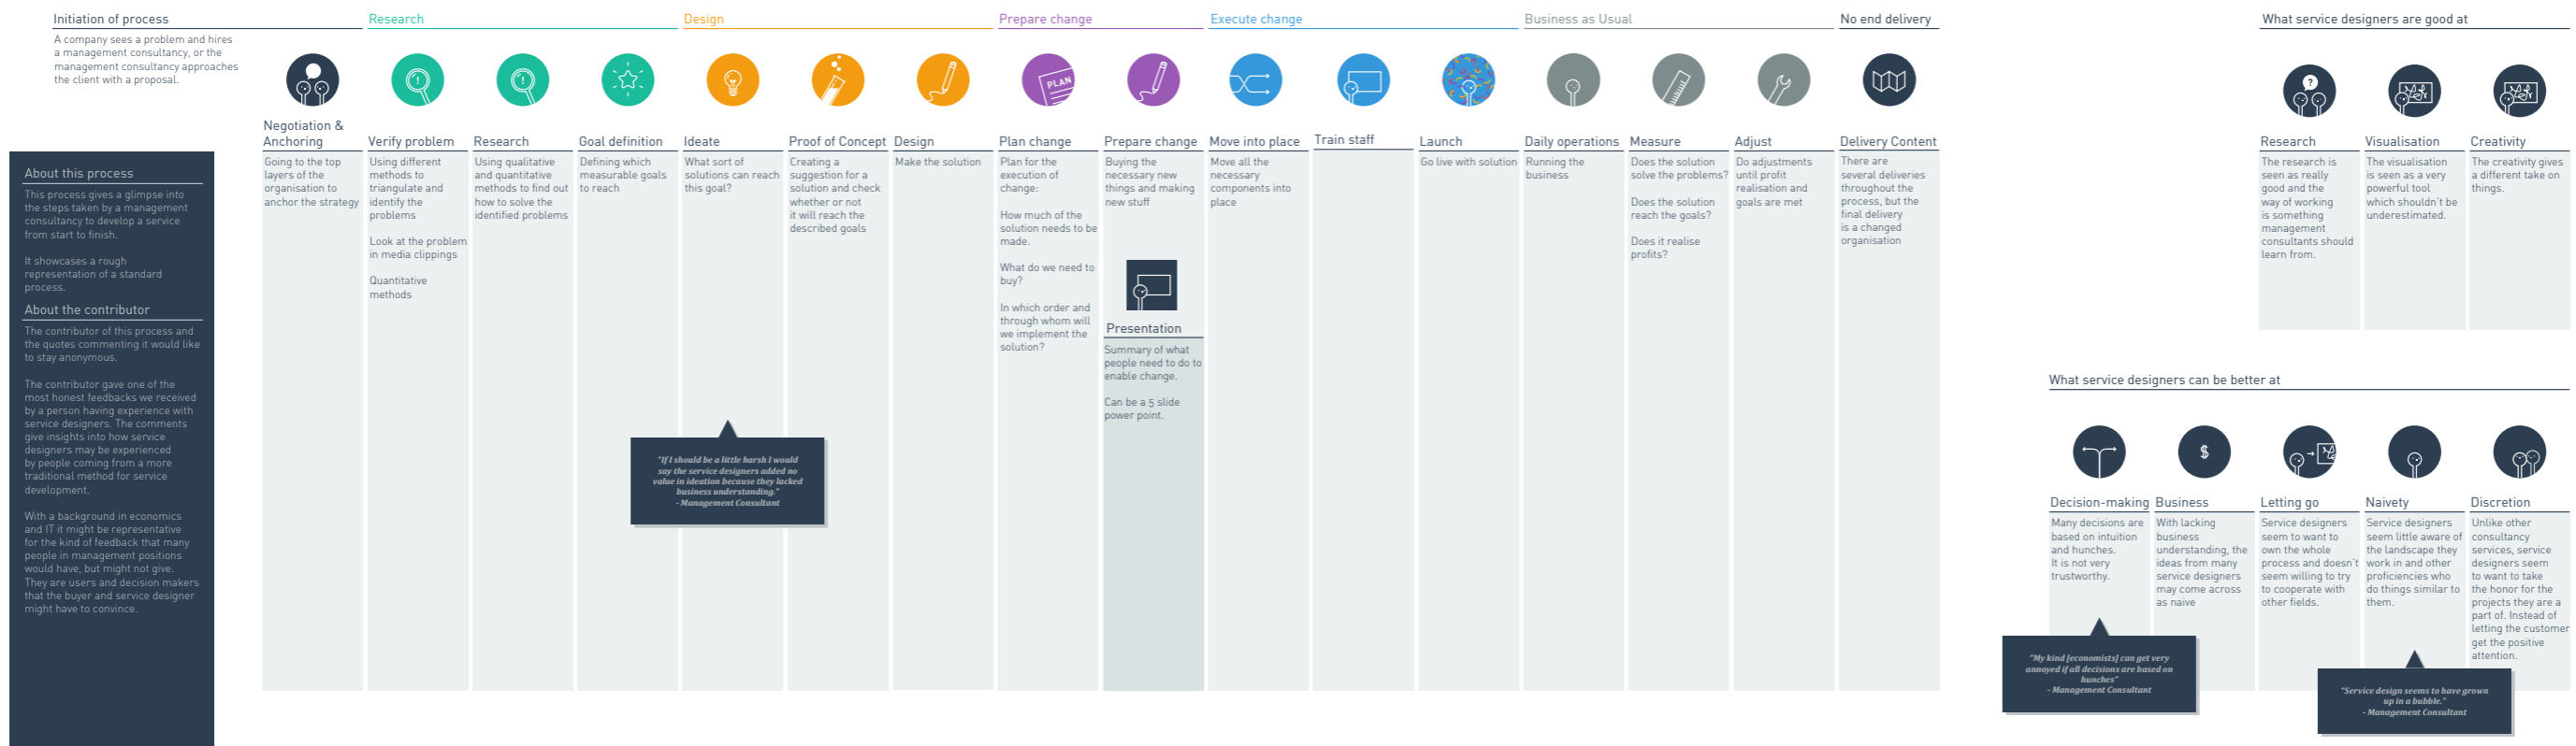 Initiation of process
A company sees a problem and hires
a management consultancy, or the
management consultancy approaches
the client with a proposal.
Research
Design
Prepare change
Execute change
Business as Usual
No end delivery
About this process
This process gives a glimpse into
the steps taken by a management
consultancy to develop a service
from start to finish.
It showcases a rough
representation of a standard
process.
About the contributor
The contributor of this process and
the quotes commenting it would like
to stay anonymous.
The contributor gave one of the
most honest feedbacks we received
by a person having experience with
service designers. The comments
give insights into how service
designers may be experienced
by people coming from a more
traditional method for service
development.
With a background in economics
and IT it might be representative
for the kind of feedback that many
people in management positions
would have, but might not give.
They are users and decision makers
that the buyer and service designer
might have to convince.
Negotiation &
Anchoring
Going to the top
layers of the
organisation to
anchor the strategy
Verify problem
Using different
methods to
triangulate and
identify the
problems
Look at the problem
in media clippings
Quantitative
methods
Research
Using qualitative
and quantitative
methods to find out
how to solve the
identified problems
Goal definition
Defining which
measurable goals
to reach
Ideate
What sort of
solutions can reach
this goal?
"If I should be a little harsh I would
say the service designers added no
value in ideation because they lacked
business understanding."
- Management Consultant
Proof of Concept
Creating a
suggestion for a
solution and check
whether or not
it will reach the
described goals
Design
Make the solution
PLAN
Plan change
Plan for the
execution of
change:
How much of the
solution needs to be
made.
What do we need to
buy?
In which order and
through whom will
we implement the
solution?
Prepare change
Buying the
necessary new
things and making
new stuff
Presentation
Summary of what
people need to do to
enable change.
Can be a 5 slide
power point.
Move into place
Move all the
necessary
components into
place
Train staff
Launch
Go live with solution
Daily operations
Running the
business
Measure
Does the solution
solve the problems?
Does the solution
reach the goals?
Does it realise
profits?
Adjust
Do adjustments
until profit
realisation and
goals are met
Delivery Content
There are
several deliveries
throughout the
process, but the
final delivery
is a changed
organisation
What service designers are good at
?
Research
The research is
seen as really
good and the
way of working
is something
management
consultants should
learn from.
Visualisation
The visualisation
is seen as a very
powerful tool
which shouldn't be
underestimated.
Creativity
The creativity gives
a different take on
things.
What service designers can be better at
Decision-making
Many decisions are
based on intuition
and hunches.
It is not very
trustworthy.
"My kind [economists] can get very
annoyed if all decisions are based on
hunches"
- Management Consultant
$
Business
With lacking
business
understanding, the
ideas from many
service designers
may come across
as naive
Letting go
Service designers
seem to want to
own the whole
process and doesn't
seem willing to try
to cooperate with
other fields.
Naivety
Service designers
seem little aware of
the landscape they
work in and other
proficiencies who
do things similar to
them.
"Service design seems to have grown
up in a bubble."
- Management Consultant
Discretion
Unlike other
consultancy
services, service
designers seem
to want to take
the honor for the
projects they are a
part of. Instead of
letting the customer
get the positive
attention.